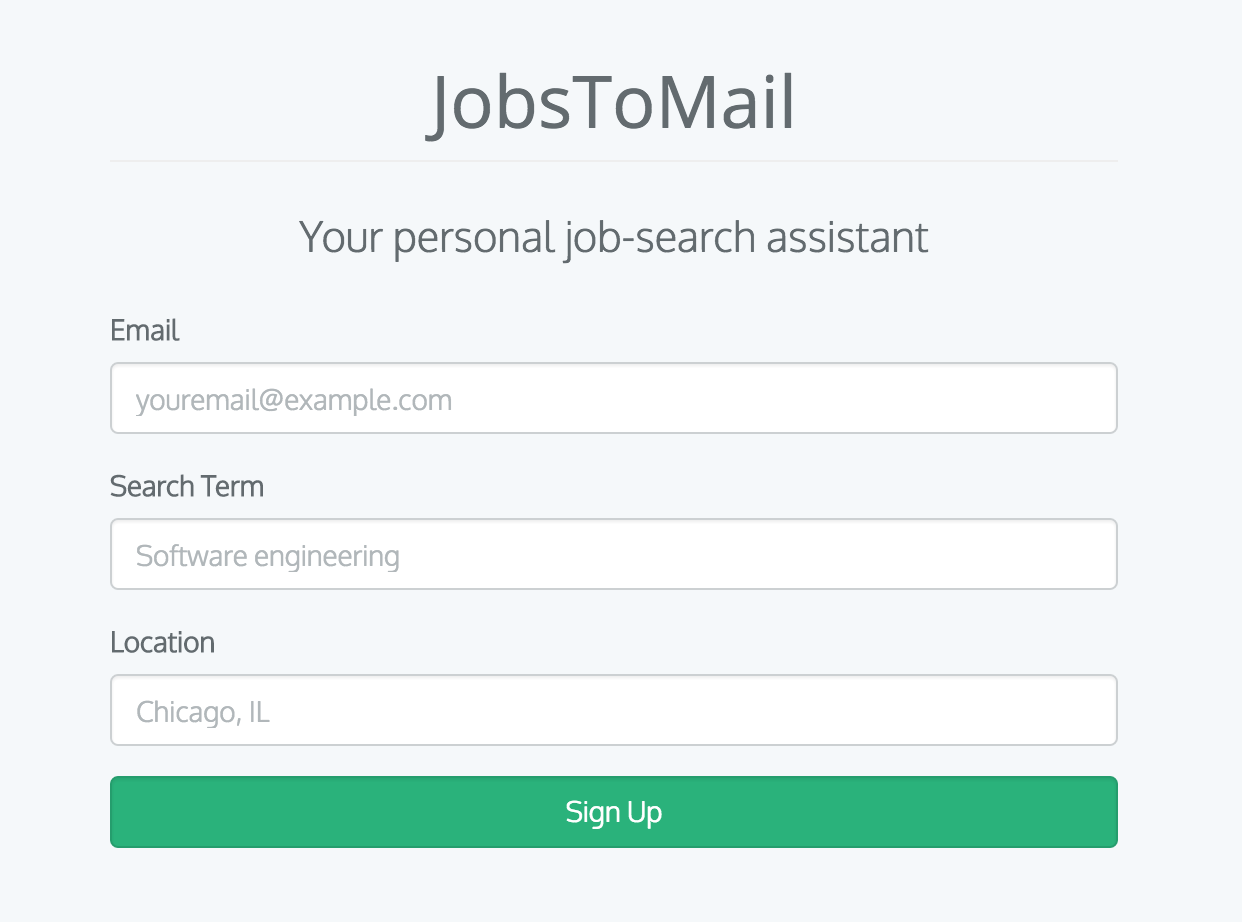 JobsToMail
Your personal job-search assistant
Email
youremail@example.com
Search Term
Software engineering
Location
Chicago, IL
Sign Up